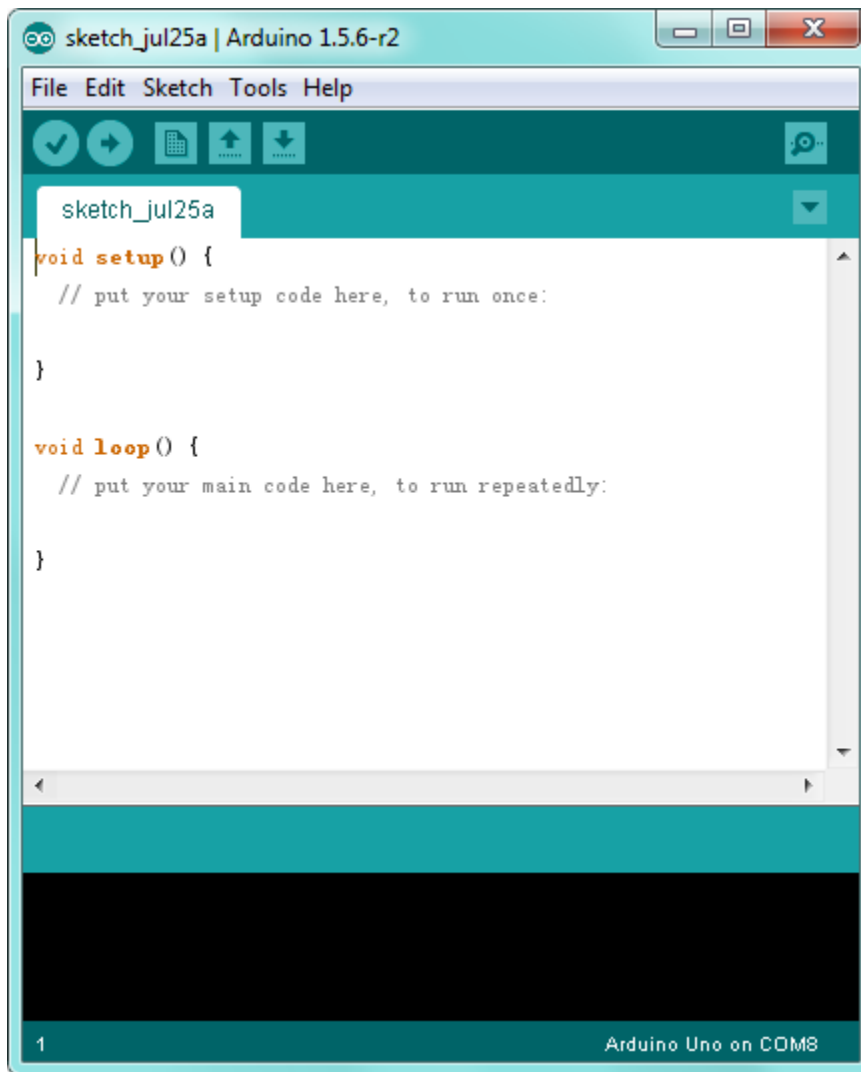 sketch_jul25a | Arduino 1.5.6-r2
File Edit Sketch Tools Help
sketch_jul25a
void setup() {
// put your setup code here, to run once:
}
void loop() {
// put your main code here, to run repeatedly:
}
1 Arduino Uno on COM8